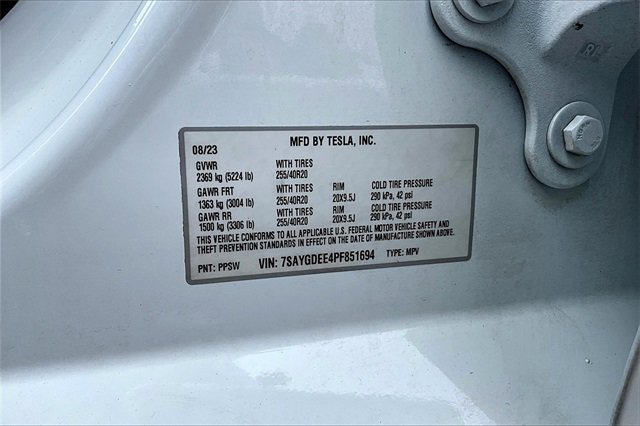 08/23 MFD BY TESLA, INC.
GVWR WITH TIRES
2369 kg (5224 lb) 255/40R20
GAWR FRT WITH TIRES RIM COLD TIRE PRESSURE
1363 kg (3004 lb) 255/40R20 20X9.5J 290 kPa, 42 psi
GAWR RR WITH TIRES RIM COLD TIRE PRESSURE
1500 kg (3306 lb) 255/40R20 20X9.5J 290 kPa, 42 psi
THIS VEHICLE CONFORMS TO ALL APPLICABLE U.S. FEDERAL MOTOR VEHICLE SAFETY AND
THEFT PREVENTION STANDARDS IN EFFECT ON THE DATE OF MANUFACTURE SHOWN ABOVE.
PNT: PPSW VIN: 7SAYGDEE4PF851694 TYPE: MPV